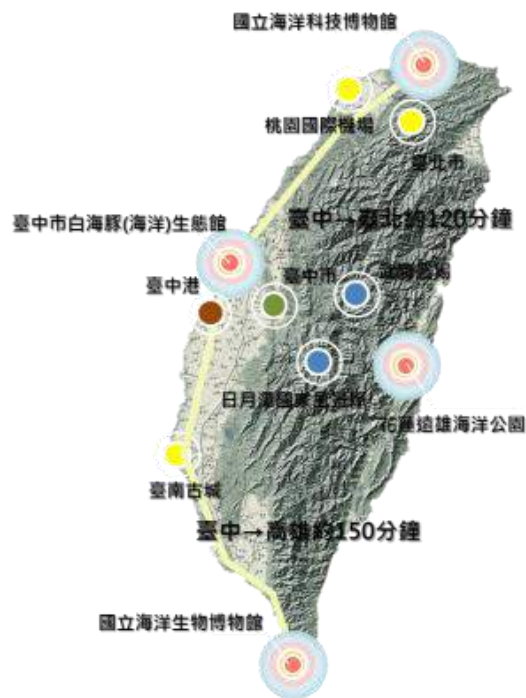 國立海洋科技博物館
桃園國際機場
臺北市
臺中→臺北約120分鐘
臺中市白海豚(海洋)生態館
臺中港
臺中市
花蓮遠雄海洋公園
臺南古城
臺中→高雄約150分鐘
國立海洋生物博物館